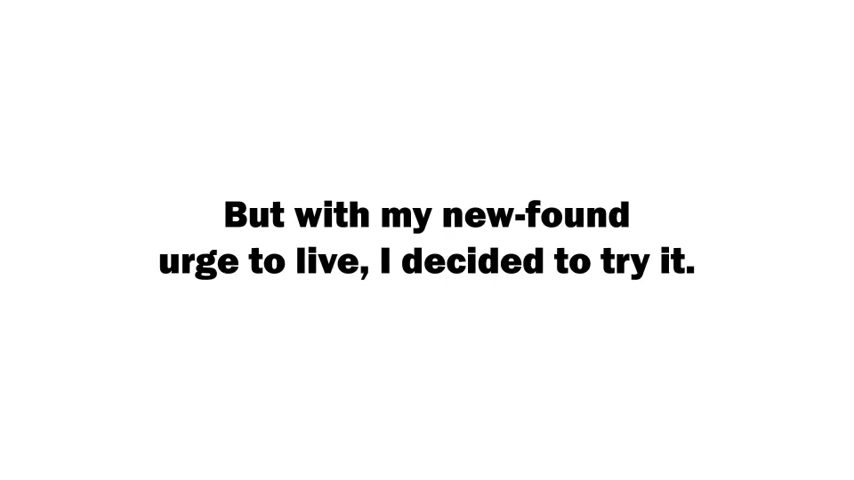 But with my new-found
urge to live, I decided to try it.